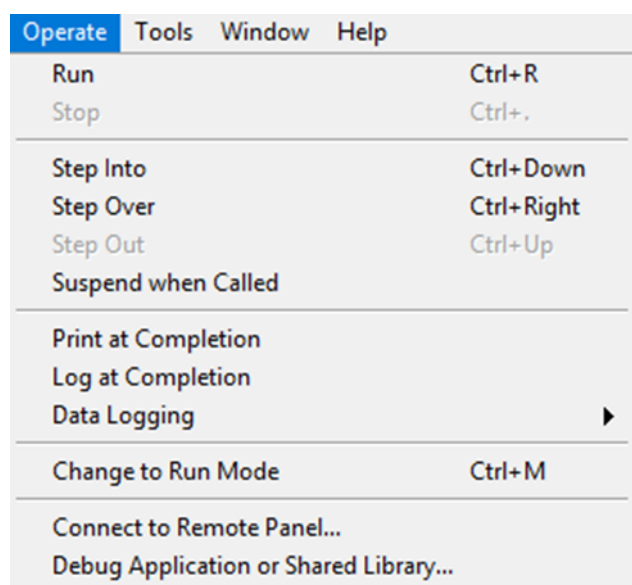 Operate Tools Window Help
Run Ctrl+R
Stop Ctrl+.
Step Into Ctrl+Down
Step Over Ctrl+Right
Step Out Ctrl+Up
Suspend when Called
Print at Completion
Log at Completion
Data Logging
Change to Run Mode Ctrl+M
Connect to Remote Panel...
Debug Application or Shared Library...